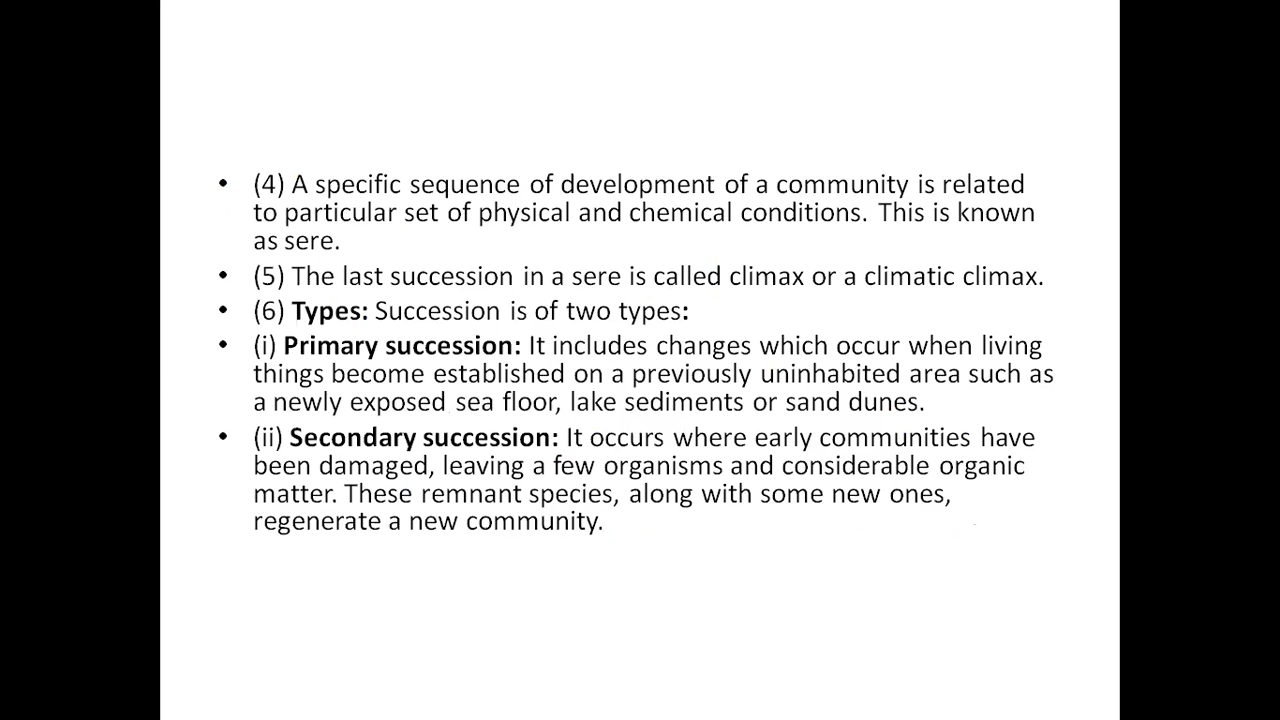 • (4) A specific sequence of development of a community is related
to particular set of physical and chemical conditions. This is known
as sere.
• (5) The last succession in a sere is called climax or a climatic climax.
• (6) Types: Succession is of two types:
• (i) Primary succession: It includes changes which occur when living
things become established on a previously uninhabited area such as
a newly exposed sea floor, lake sediments or sand dunes.
• (ii) Secondary succession: It occurs where early communities have
been damaged, leaving a few organisms and considerable organic
matter. These remnant species, along with some new ones,
regenerate a new community.